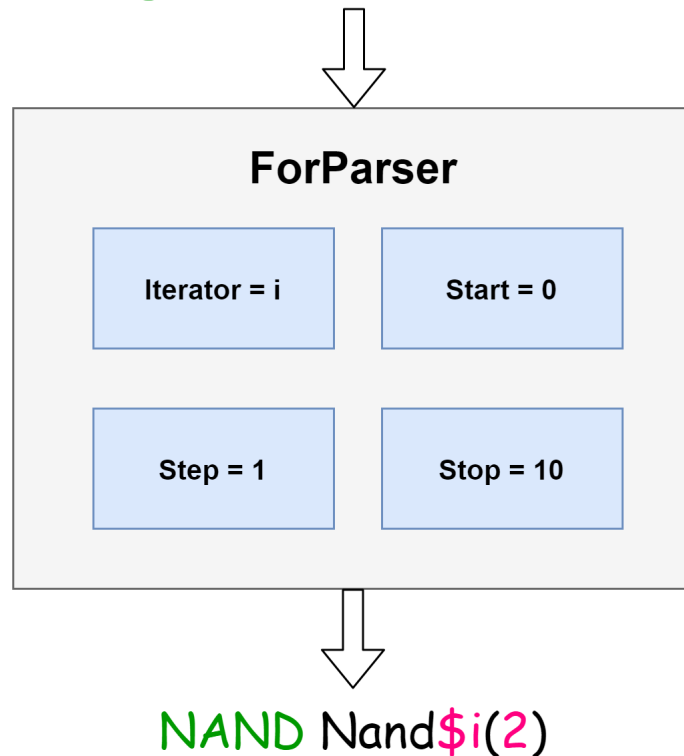 ForParser
Iterator = i
Start = 0
Step = 1
Stop = 10
NAND Nand$i(2)